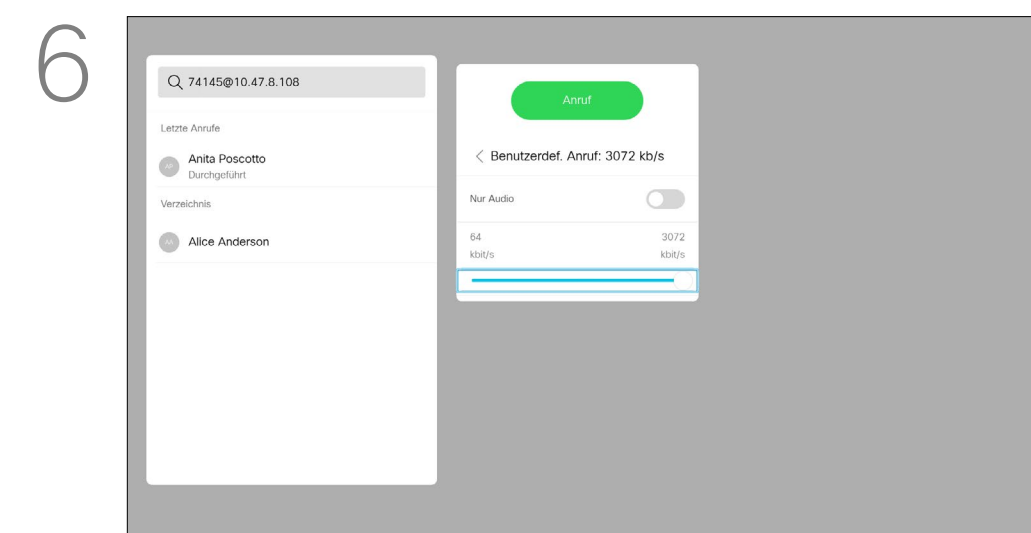 6
74145@10.47.8.108
Letzte Anrufe
AP
Anita Poscotto
Durchgeführt
Verzeichnis
AA
Alice Anderson
Anruf
Benutzerdef. Anruf: 3072 kb/s
Nur Audio
64 3072
kbit/s kbit/s